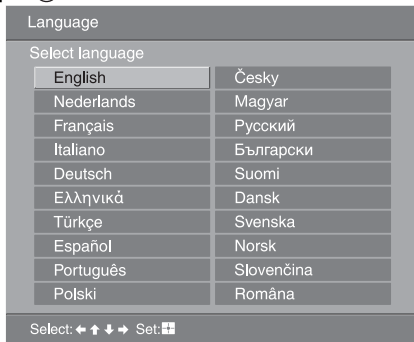 Language
Select language
English
Nederlands
Français
Italiano
Deutsch
Ελληνικά
Türkçe
Español
Português
Polski
Česky
Magyar
Русский
Български
Suomi
Dansk
Svenska
Norsk
Slovenčina
Româna
Select: Set: